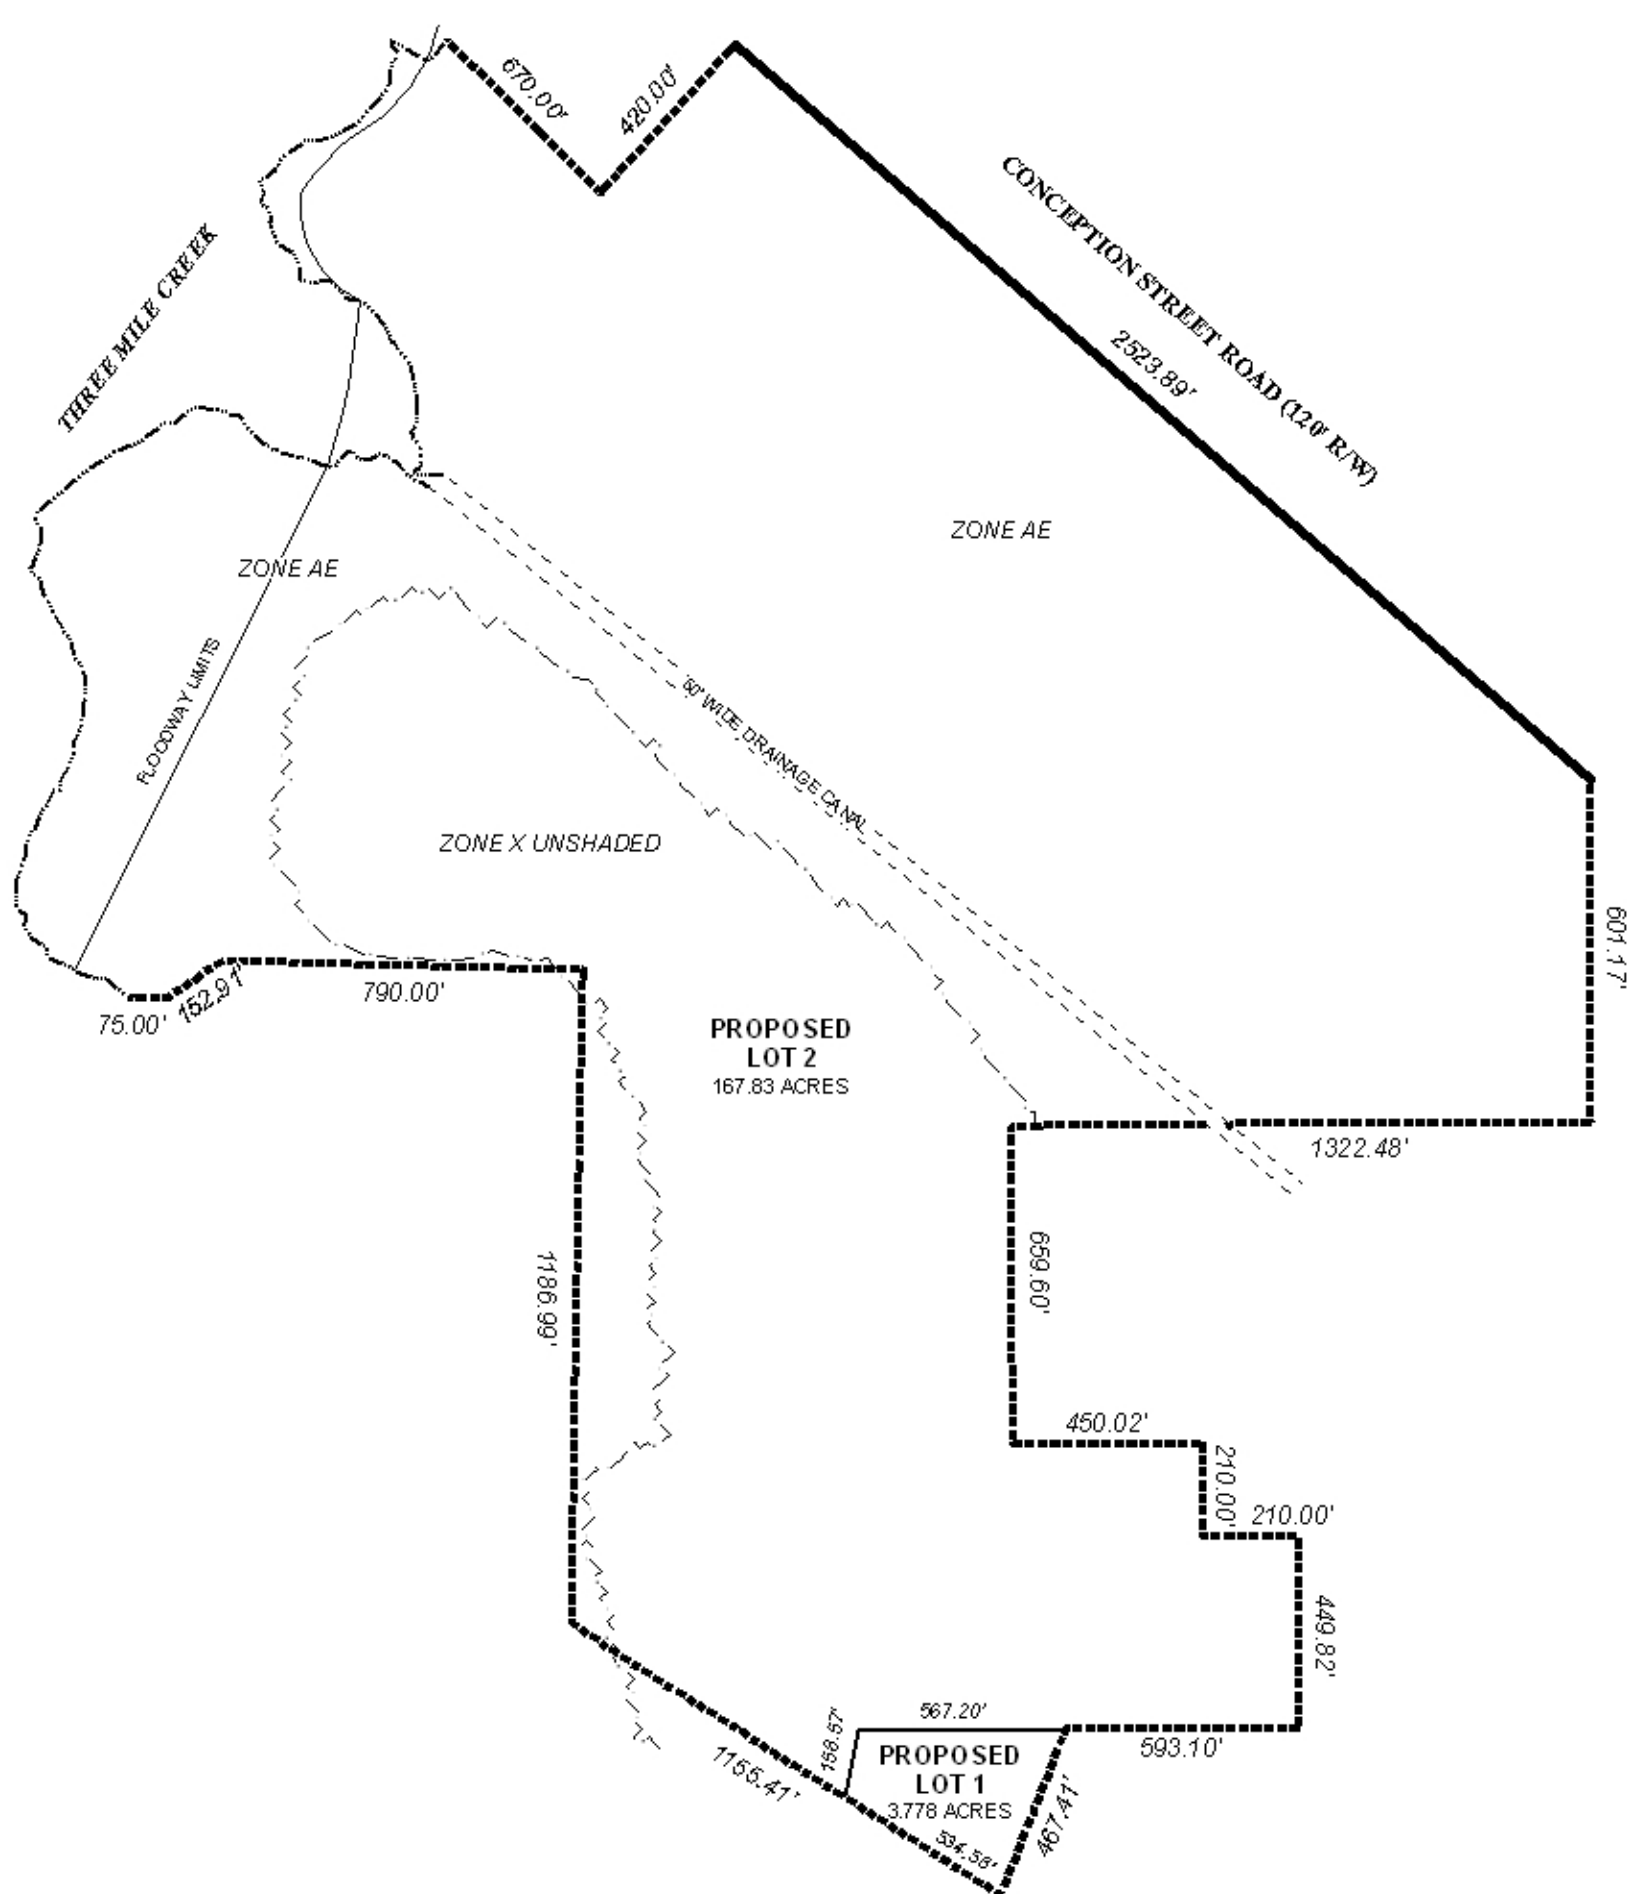 670.00'
420.00'
CONCEPTION STREET ROAD (120' R/W)
2523.89'
THREE MILE CREEK
ZONE AE
ZONE AE
FLOODWAY LIMITS
50' WIDE DRAINAGE CANAL
ZONE X UNSHADED
601.17'
75.00'
152.91'
790.00'
PROPOSED
LOT 2
167.83 ACRES
1322.48'
1186.99'
659.60'
450.02'
210.00'
210.00'
449.82'
567.20'
158.57'
PROPOSED
LOT 1
3.778 ACRES
593.10'
1155.41'
467.41'
534.58'